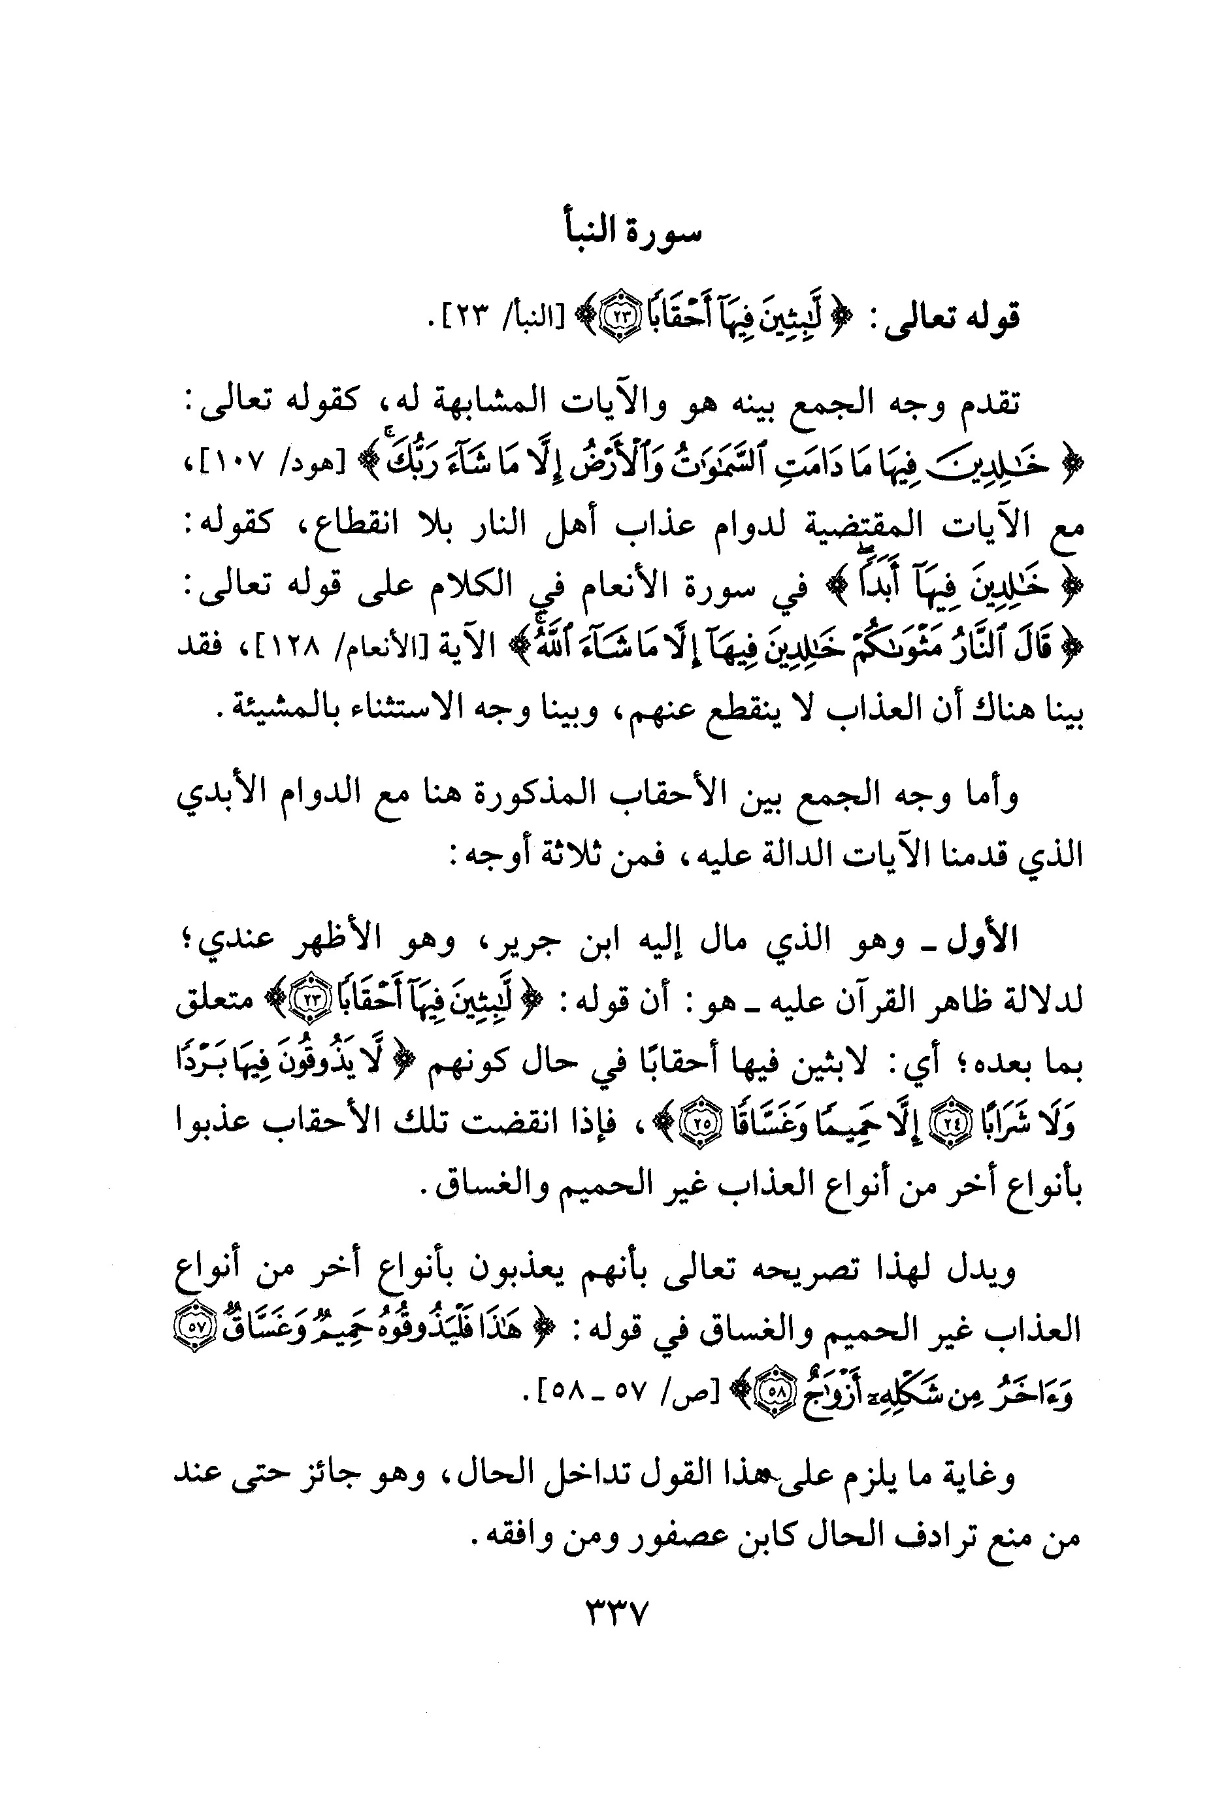 سورة النبأ
قوله تعالى: ﴿ لَّٰبِثِينَ فِيهَآ أَحۡقَابٗا ٢٣﴾ [النبأ/ ٢٣].
تقدم وجه الجمع بينه هو والآيات المشابهة له، كقوله تعالى:
﴿ خَٰلِدِينَ فِيهَا مَا دَامَتِ ٱلسَّمَٰوَٰتُ وَٱلۡأَرۡضُ إِلَّا مَا شَآءَ رَبُّكَۚ﴾ [هود/ ١٠٧]،
مع الآيات المقتضية لدوام عذاب أهل النار بلا انقطاع، كقوله:
﴿ خَٰلِدِينَ فِيهَآ أَبَدٗاۖ﴾ في سورة الأنعام في الكلام على قوله تعالى:
﴿ قَالَ ٱلنَّارُ مَثۡوَىٰكُمۡ خَٰلِدِينَ فِيهَآ إِلَّا مَا شَآءَ ٱللَّهُۚ﴾ الآية [الأنعام/ ١٢٨]، فقد
بينا هناك أن العذاب لا ينقطع عنهم، وبينا وجه الاستثناء بالمشيئة.
وأما وجه الجمع بين الأحقاب المذكورة هنا مع الدوام الأبدي
الذي قدمنا الآيات الدالة عليه، فمن ثلاثة أوجه:
الأول ـ وهو الذي مال إليه ابن جرير، وهو الأظهر عندي؛
لدلالة ظاهر القرآن عليه ـ هو: أن قوله: ﴿ لَّٰبِثِينَ فِيهَآ أَحۡقَابٗا ٢٣﴾ متعلق
بما بعده؛ أي: لابثين فيها أحقابًا في حال كونهم ﴿ لَّا يَذُوقُونَ فِيهَا بَرۡدٗا
وَلَا شَرَابًا ٢٤ إِلَّا حَمِيمٗا وَغَسَّاقٗا ٢٥﴾، فإذا انقضت تلك الأحقاب عذبوا
بأنواع أخر من أنواع العذاب غير الحميم والغساق.
ويدل لهذا تصريحه تعالى بأنهم يعذبون بأنواع أخر من أنواع
العذاب غير الحميم والغساق في قوله: ﴿ هَٰذَا فَلۡيَذُوقُوهُ حَمِيمٞ وَغَسَّاقٞ ٥٧
وَءَاخَرُ مِن شَكۡلِهِۦٓ أَزۡوَٰجٌ ٥٨﴾ [ص/ ٥٧ ـ ٥٨].
وغاية ما يلزم على هذا القول تداخل الحال، وهو جائز حتى عند
من منع ترادف الحال كابن عصفور ومن وافقه.
٣٣٧